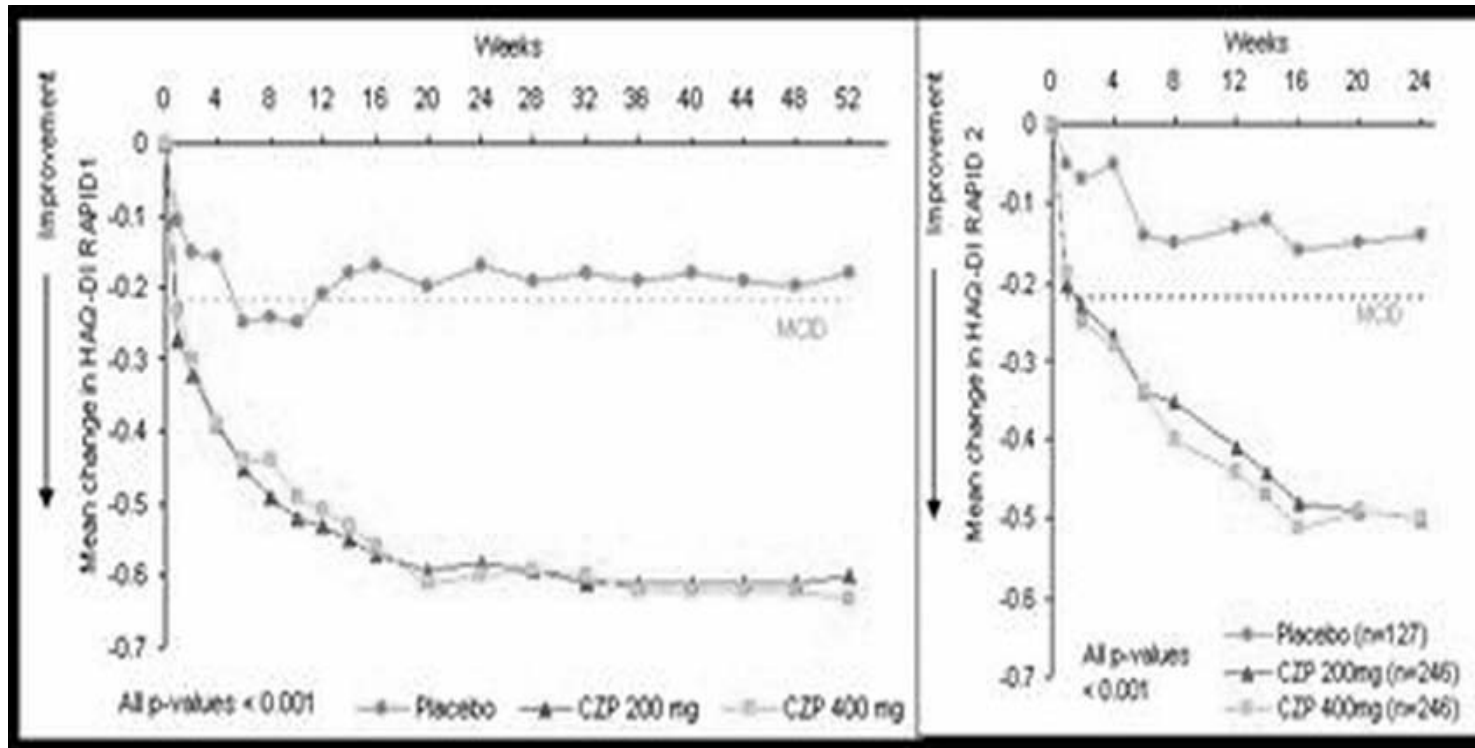 Weeks
0 4 8 12 16 20 24 28 32 36 40 44 48 52
Improvement
Mean change in HAQ-DI RAPID1
0
-0.1
-0.2
-0.3
-0.4
-0.5
-0.6
-0.7
MCID
All p-values < 0.001
Placebo
CZP 200 mg
CZP 400 mg
Weeks
0 4 8 12 16 20 24
Improvement
Mean change in HAQ-DI RAPID 2
0
-0.1
-0.2
-0.3
-0.4
-0.5
-0.6
-0.7
MCID
All p-values
< 0.001
Placebo (n=127)
CZP 200mg (n=246)
CZP 400mg (n=246)